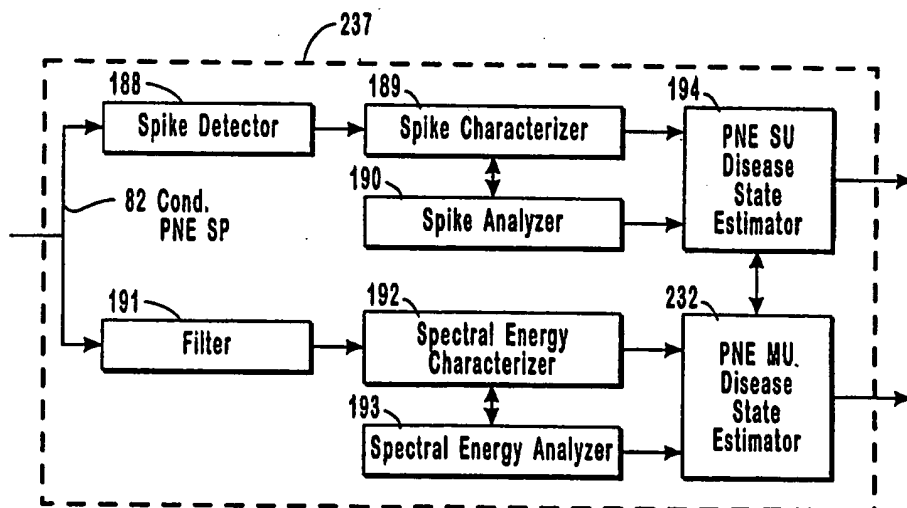 237
188
Spike Detector
189
Spike Characterizer
194
PNE SU
Disease
State
Estimator
190
Spike Analyzer
82 Cond.
PNE SP
191
Filter
192
Spectral Energy
Characterizer
232
PNE MU.
Disease
State
Estimator
193
Spectral Energy Analyzer